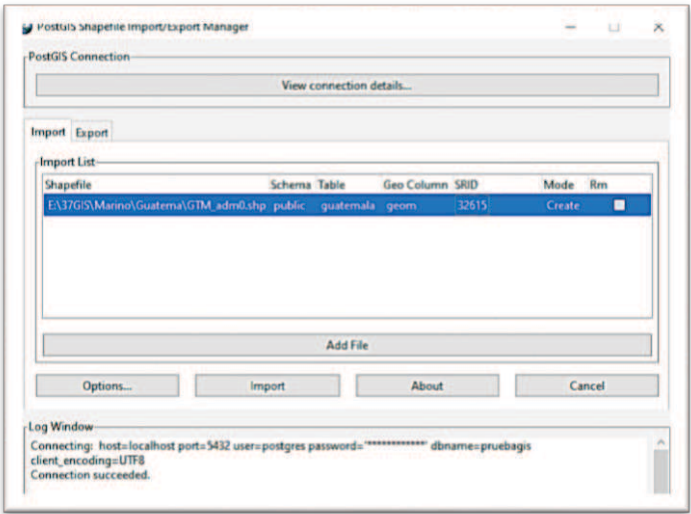 PostGIS Shapefile Import/Export Manager
PostGIS Connection
View connection details...
Import Export
Import List
Shapefile Schema Table Geo Column SRID Mode Rm
E:\37GIS\Marino\Guatema\GTM_adm0.shp public guatemala geom 32615 Create
Add File
Options... Import About Cancel
Log Window
Connecting: host=localhost port=5432 user=postgres password='*************' dbname=pruebagis
client_encoding=UTF8
Connection succeeded.